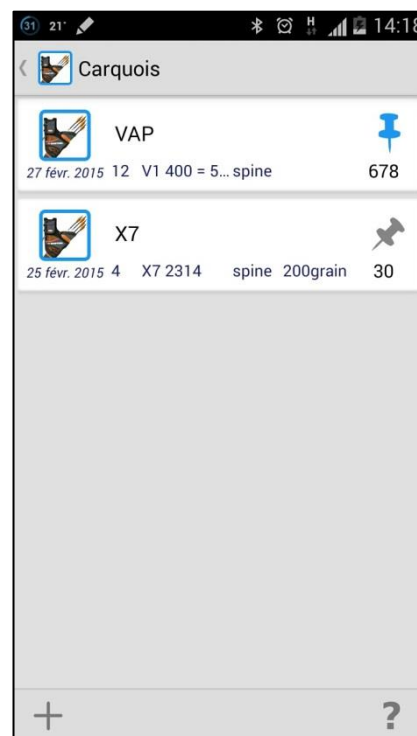 31 21° H 14:18
Carquois
VAP
27 févr. 2015 12 V1 400 = 5... spine 678
X7
25 févr. 2015 4 X7 2314 spine 200grain 30
+ ?